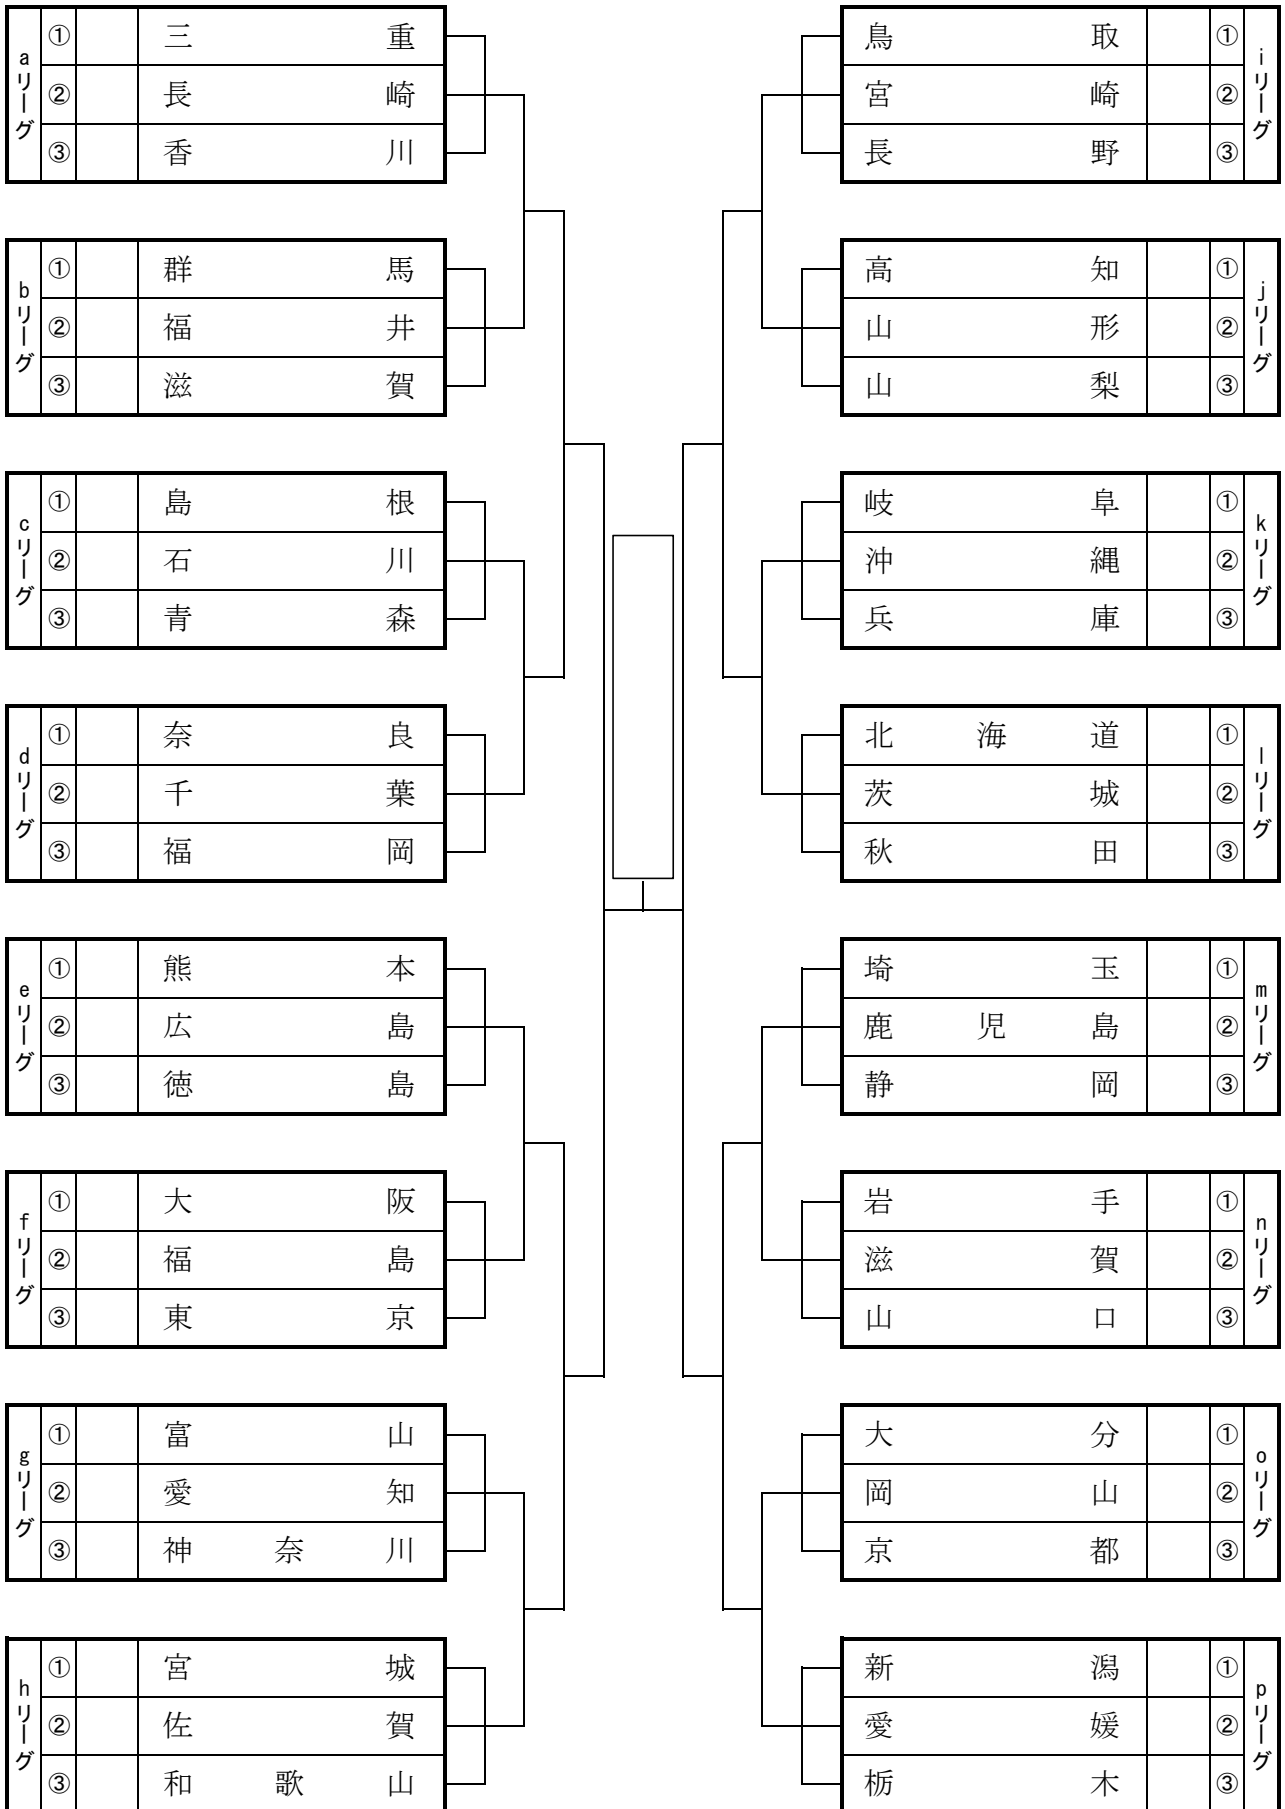 aリーグ
① 三重
② 長崎
③ 香川
bリーグ
① 群馬
② 福井
③ 滋賀
cリーグ
① 島根
② 石川
③ 青森
dリーグ
① 奈良
② 千葉
③ 福岡
eリーグ
① 熊本
② 広島
③ 徳島
fリーグ
① 大阪
② 福島
③ 東京
gリーグ
① 富山
② 愛知
③ 神奈川
hリーグ
① 宮城
② 佐賀
③ 和歌山
iリーグ
鳥取 ①
宮崎 ②
長野 ③
jリーグ
高知 ①
山形 ②
山梨 ③
kリーグ
岐阜 ①
沖縄 ②
兵庫 ③
lリーグ
北海道 ①
茨城 ②
秋田 ③
mリーグ
埼玉 ①
鹿児島 ②
静岡 ③
nリーグ
岩手 ①
滋賀 ②
山口 ③
oリーグ
大分 ①
岡山 ②
京都 ③
pリーグ
新潟 ①
愛媛 ②
栃木 ③